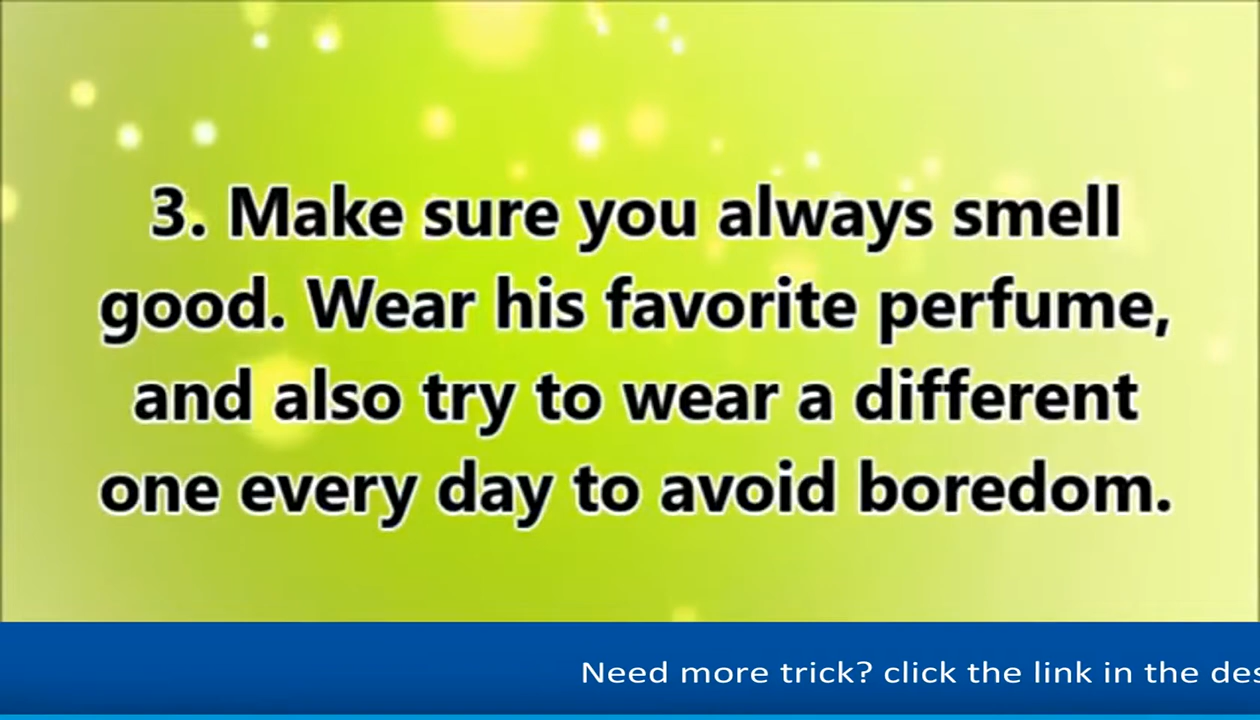 3. Make sure you always smell
good. Wear his favorite perfume,
and also try to wear a different
one every day to avoid boredom.
Need more trick? click the link in the des